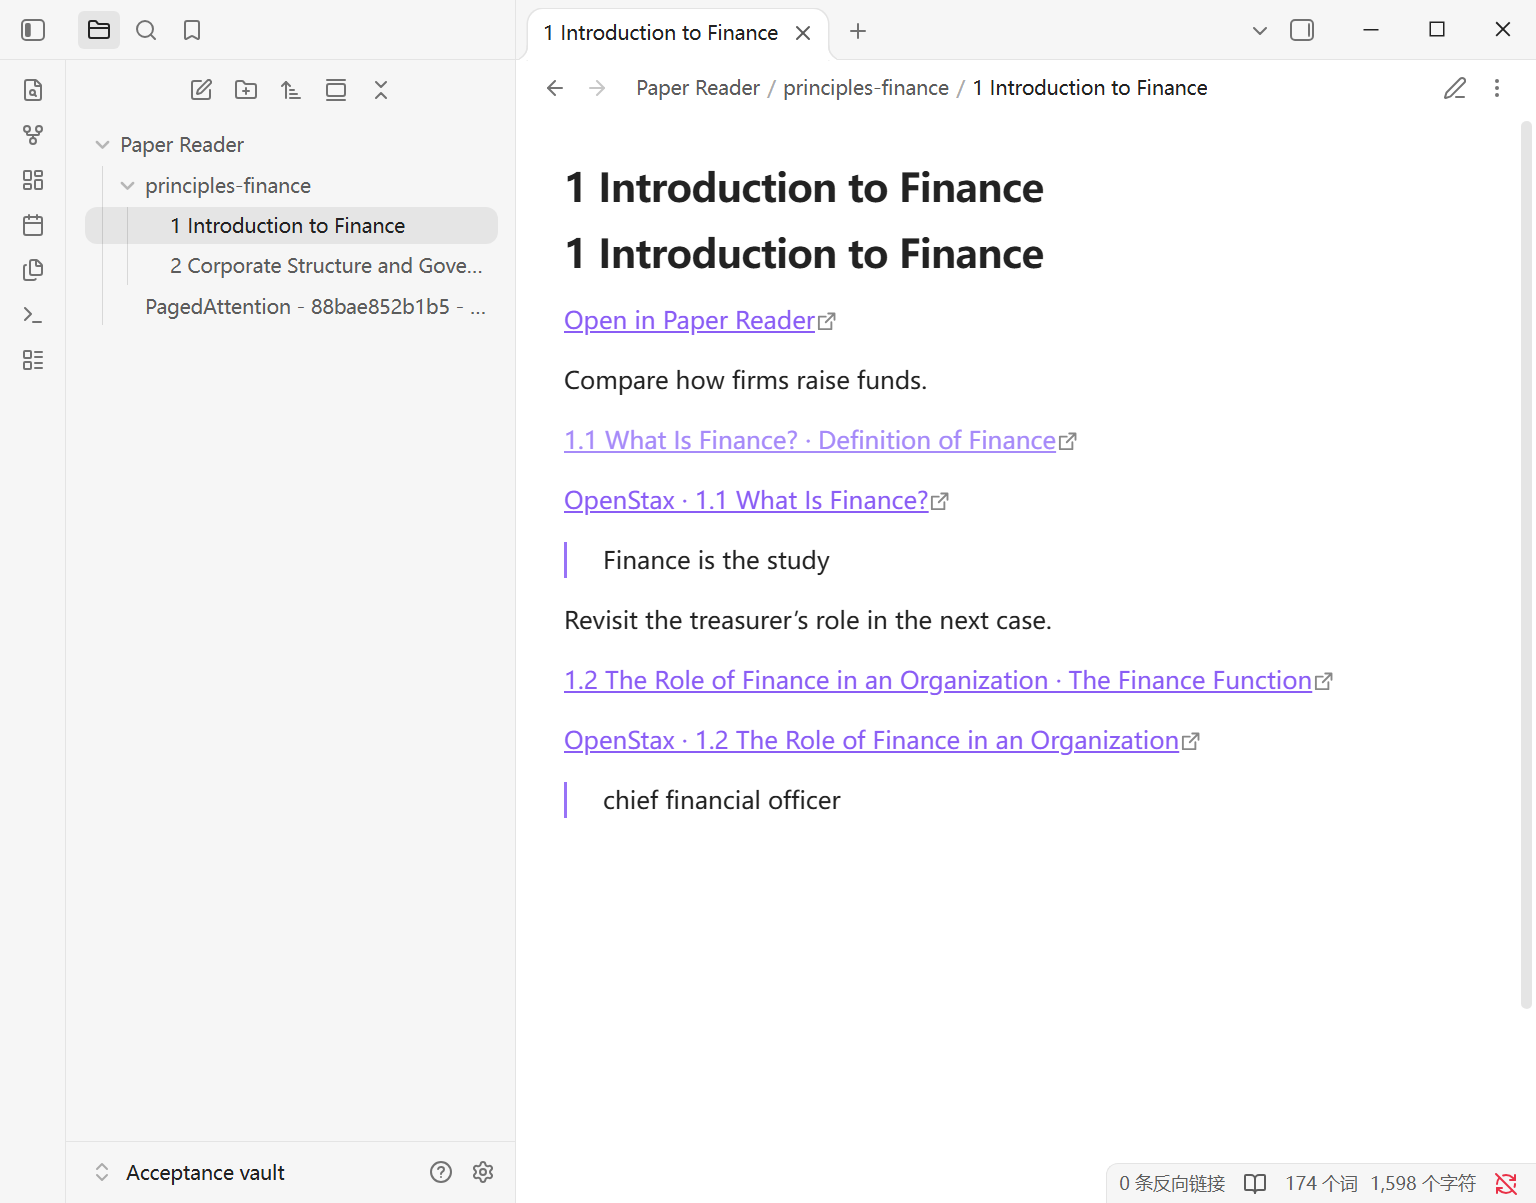 1 Introduction to Finance
Paper Reader / principles-finance / 1 Introduction to Finance
Paper Reader
principles-finance
1 Introduction to Finance
2 Corporate Structure and Gove...
PagedAttention - 88bae852b1b5 - ...
1 Introduction to Finance
1 Introduction to Finance
Open in Paper Reader
Compare how firms raise funds.
1.1 What Is Finance? · Definition of Finance
OpenStax · 1.1 What Is Finance?
Finance is the study
Revisit the treasurer’s role in the next case.
1.2 The Role of Finance in an Organization · The Finance Function
OpenStax · 1.2 The Role of Finance in an Organization
chief financial officer
Acceptance vault
0 条反向链接 174 个词 1,598 个字符